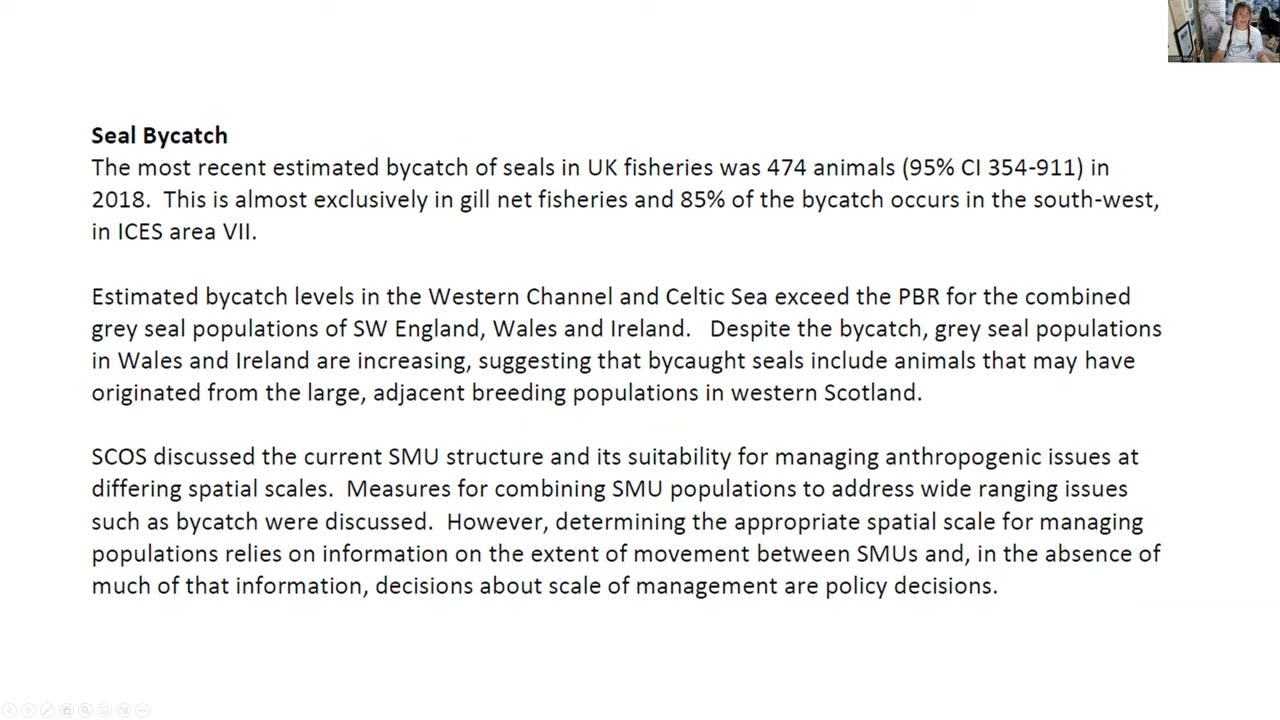 Seal Bycatch
The most recent estimated bycatch of seals in UK fisheries was 474 animals (95% CI 354-911) in
2018.  This is almost exclusively in gill net fisheries and 85% of the bycatch occurs in the south-west,
in ICES area VII.
Estimated bycatch levels in the Western Channel and Celtic Sea exceed the PBR for the combined
grey seal populations of SW England, Wales and Ireland.   Despite the bycatch, grey seal populations
in Wales and Ireland are increasing, suggesting that bycaught seals include animals that may have
originated from the large, adjacent breeding populations in western Scotland.
SCOS discussed the current SMU structure and its suitability for managing anthropogenic issues at
differing spatial scales.  Measures for combining SMU populations to address wide ranging issues
such as bycatch were discussed.  However, determining the appropriate spatial scale for managing
populations relies on information on the extent of movement between SMUs and, in the absence of
much of that information, decisions about scale of management are policy decisions.